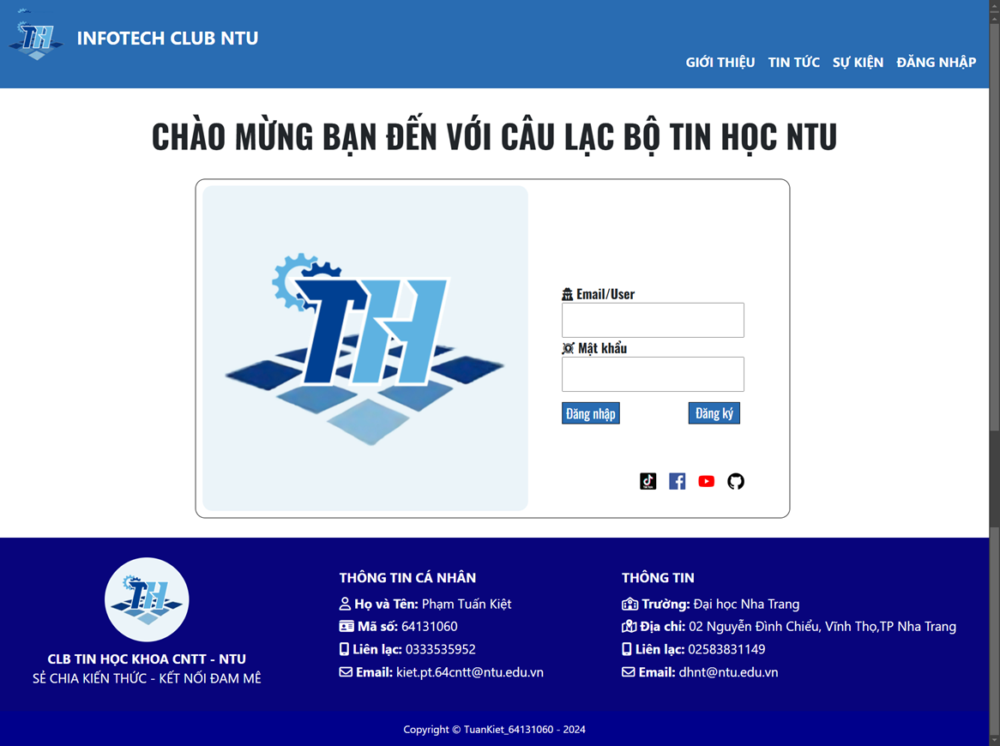 TH
INFOTECH CLUB NTU
GIỚI THIỆU TIN TỨC SỰ KIỆN ĐĂNG NHẬP
CHÀO MỪNG BẠN ĐẾN VỚI CÂU LẠC BỘ TIN HỌC NTU
TH
Email/User
Mật khẩu
Đăng nhập Đăng ký
TH
CLB TIN HỌC KHOA CNTT - NTU
SẺ CHIA KIẾN THỨC - KẾT NỐI ĐAM MÊ
THÔNG TIN CÁ NHÂN
Họ và Tên: Phạm Tuấn Kiệt
Mã số: 64131060
Liên lạc: 0333535952
Email: kiet.pt.64cntt@ntu.edu.vn
THÔNG TIN
Trường: Đại học Nha Trang
Địa chỉ: 02 Nguyễn Đình Chiểu, Vĩnh Thọ,TP Nha Trang
Liên lạc: 02583831149
Email: dhnt@ntu.edu.vn
Copyright © TuanKiet_64131060 - 2024